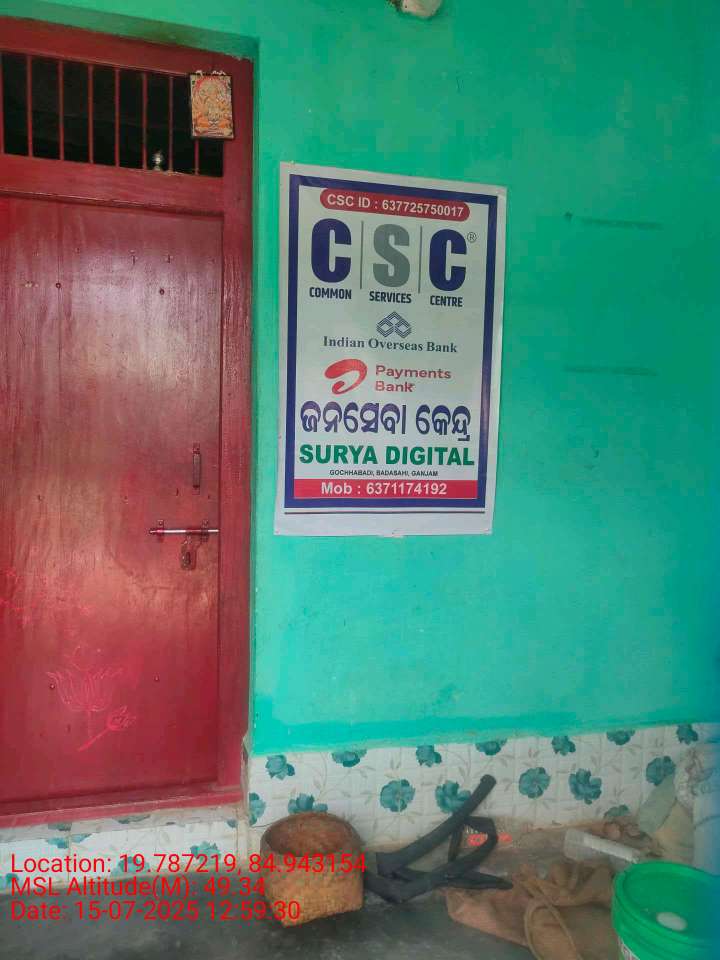 CSC ID : 637725750017
C|S|C®
COMMON SERVICES CENTRE
Indian Overseas Bank
Payments
Bank
ଜନସେବା କେନ୍ଦ୍ର
SURYA DIGITAL
GOCHHABADI, BADASAHI, GANJAM
Mob : 6371174192
Location: 19.787219, 84.943154
MSL Altitude(M): 49.34
Date: 15-07-2025 12:59:30